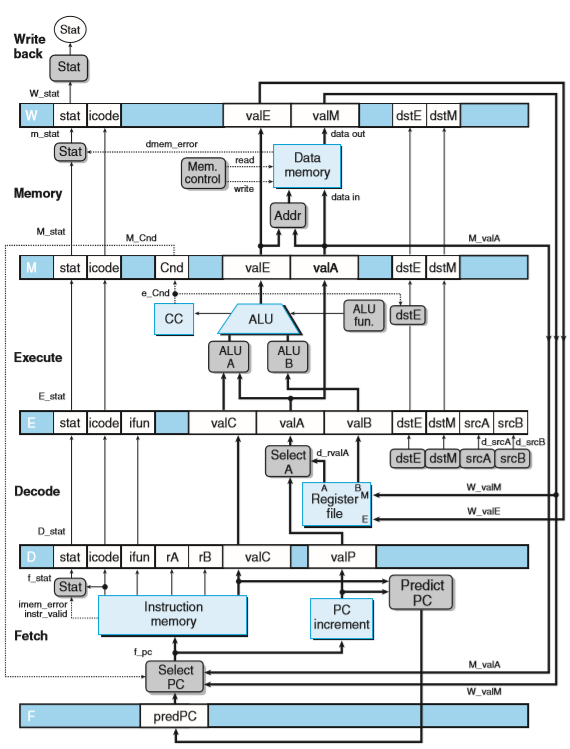 Stat
Write
back
Stat
W_stat
W stat icode valE valM dstE dstM
m_stat
data out
Stat
dmem_error
Data
memory
Mem.
control
read
write
Memory
data in
Addr
M_stat
M_Cnd
M_valA
M stat icode Cnd valE valA dstE dstM
e_Cnd
CC
ALU
ALU
fun.
dstE
ALU
A
ALU
B
Execute
E_stat
E stat icode ifun valC valA valB dstE dstM srcA srcB
d_srcA d_srcB
Select
A
d_rvalA
dstE dstM srcA srcB
A B
M
Register
file
E
W_valM
W_valE
Decode
D_stat
D stat icode ifun rA rB valC valP
f_stat
Stat
Predict
PC
imem_error
instr_valid
Instruction
memory
PC
increment
Fetch
f_pc
Select
PC
M_valA
W_valM
F predPC